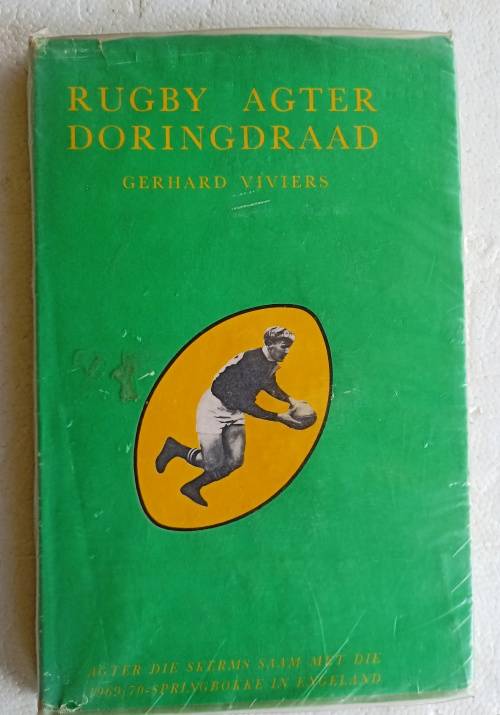 RUGBY AGTER
DORINGDRAAD
GERHARD VIVIERS
AGTER DIE SKERMS SAAM MET DIE
1969/70-SPRINGBOKKE IN ENGELAND